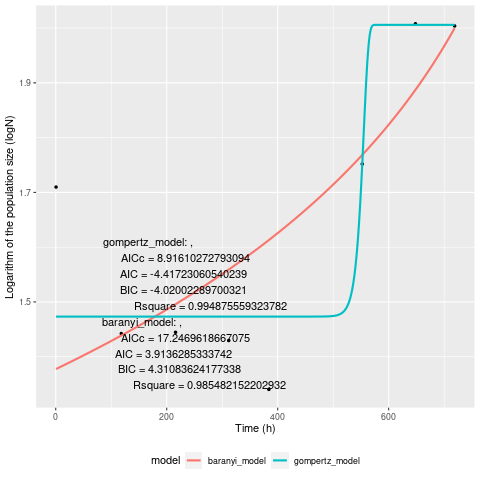 1.9
1.7
1.5
Logarithm of the population size (logN)
gompertz_model: ,
AICc = 8.91610272793094
AIC = -4.41723060540239
BIC = -4.02002289700321
Rsquare = 0.994875559323782
baranyi_model: ,
AICc = 17.2469618667075
AIC = 3.9136285333742
BIC = 4.31083624177338
Rsquare = 0.985482152202932
0 200 400 600
Time (h)
model baranyi_model gompertz_model